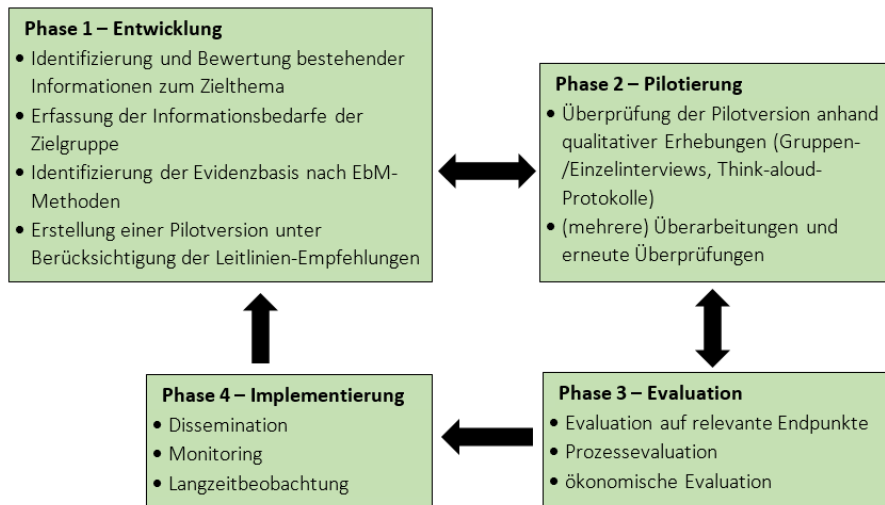 Phase 1 – Entwicklung
• Identifizierung und Bewertung bestehender
Informationen zum Zielthema
• Erfassung der Informationsbedarfe der
Zielgruppe
• Identifizierung der Evidenzbasis nach EbM-
Methoden
• Erstellung einer Pilotversion unter
Berücksichtigung der Leitlinien-Empfehlungen
Phase 2 – Pilotierung
• Überprüfung der Pilotversion anhand
qualitativer Erhebungen (Gruppen-
/Einzelinterviews, Think-aloud-
Protokolle)
• (mehrere) Überarbeitungen und
erneute Überprüfungen
Phase 3 – Evaluation
• Evaluation auf relevante Endpunkte
• Prozessevaluation
• ökonomische Evaluation
Phase 4 – Implementierung
• Dissemination
• Monitoring
• Langzeitbeobachtung